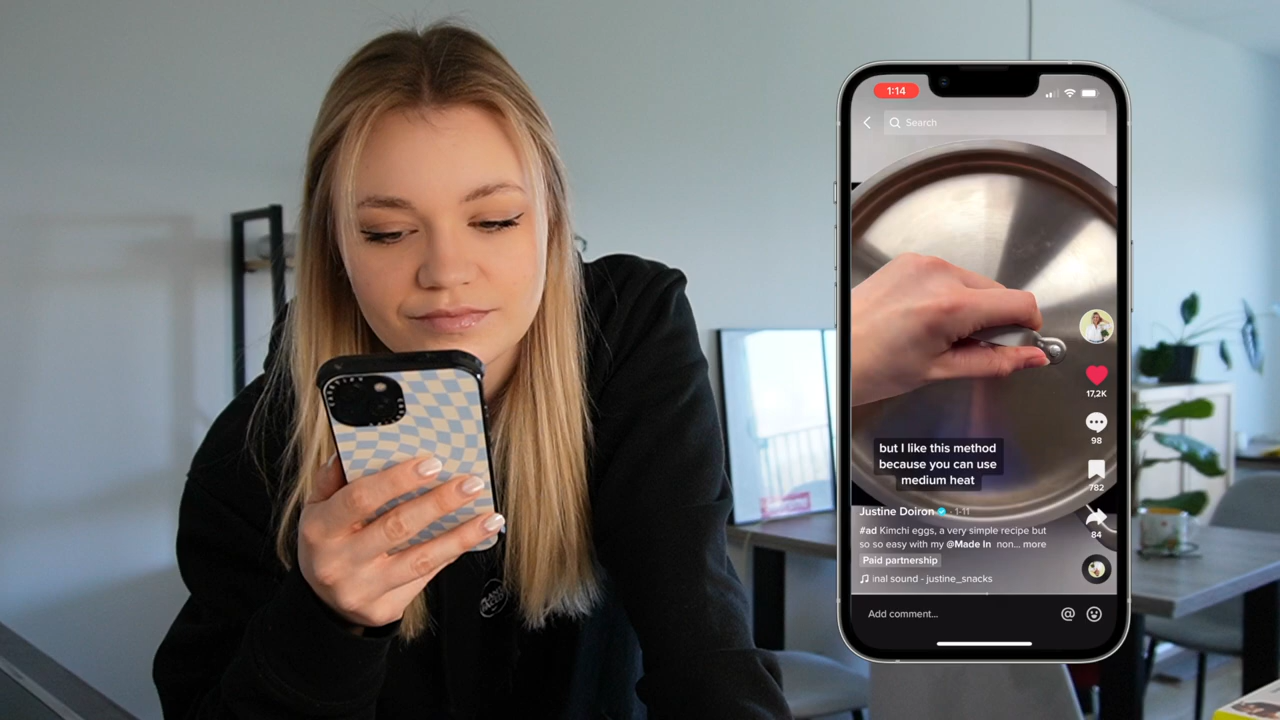 1:14
Search
17,2K
98
782
84
but I like this method
because you can use
medium heat
Justine Doiron · 1-11
#ad Kimchi eggs, a very simple recipe but
so so easy with my @Made In non... more
Paid partnership
inal sound - justine_snacks
Add comment...